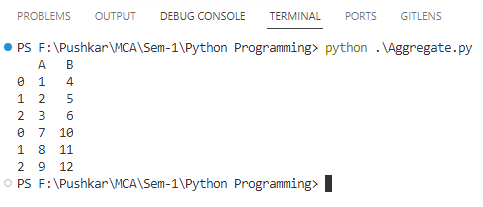 PROBLEMS OUTPUT DEBUG CONSOLE TERMINAL PORTS GITLENS
PS F:\Pushkar\MCA\Sem-1\Python Programming> python .\Aggregate.py
   A   B
0  1   4
1  2   5
2  3   6
0  7  10
1  8  11
2  9  12
PS F:\Pushkar\MCA\Sem-1\Python Programming>